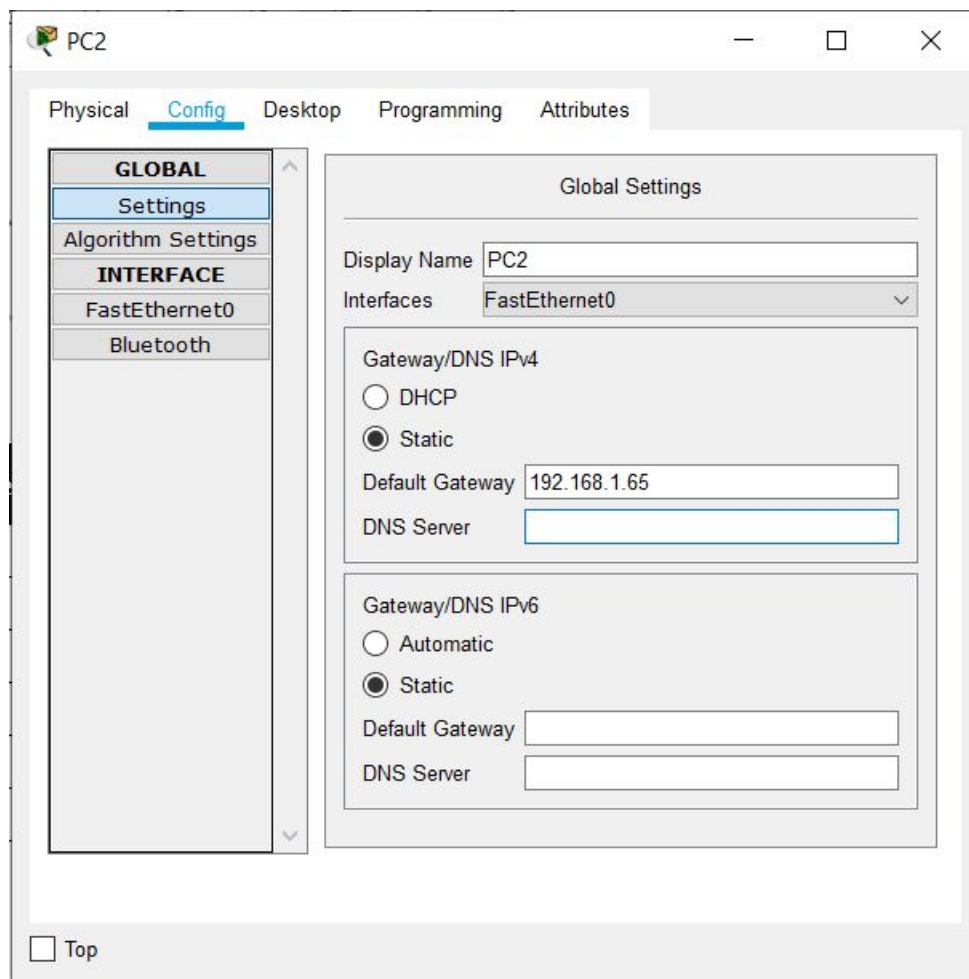 PC2
Physical Config Desktop Programming Attributes
GLOBAL
Settings
Algorithm Settings
INTERFACE
FastEthernet0
Bluetooth
Global Settings
Display Name PC2
Interfaces FastEthernet0
Gateway/DNS IPv4
DHCP
Static
Default Gateway 192.168.1.65
DNS Server
Gateway/DNS IPv6
Automatic
Static
Default Gateway
DNS Server
Top